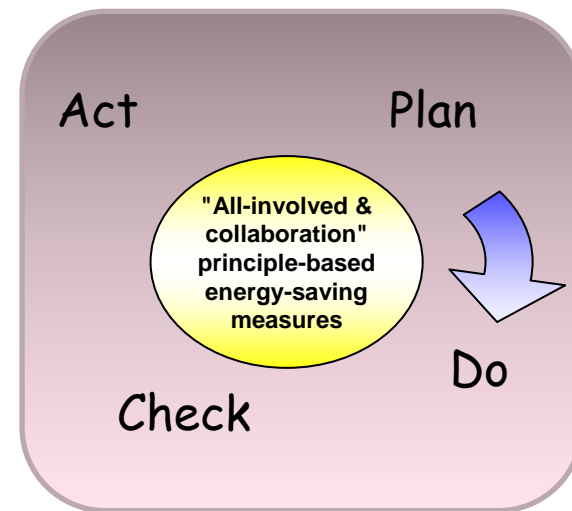 Act
Plan
"All-involved &
collaboration"
principle-based
energy-saving
measures
Do
Check